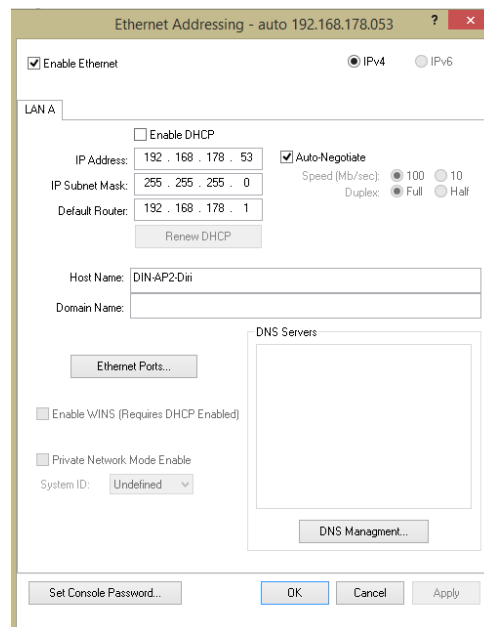 Ethernet Addressing - auto 192.168.178.053 ? ×
Enable Ethernet IPv4 IPv6
LAN A
Enable DHCP
IP Address: 192 . 168 . 178 . 53 Auto-Negotiate
Speed (Mb/sec): 100 10
IP Subnet Mask: 255 . 255 . 255 . 0
Duplex: Full Half
Default Router: 192 . 168 . 178 . 1
Renew DHCP
Host Name: DIN-AP2-Diri
Domain Name:
DNS Servers
Ethernet Ports...
Enable WINS (Requires DHCP Enabled)
Private Network Mode Enable
System ID: Undefined
DNS Managment...
Set Console Password... OK Cancel Apply